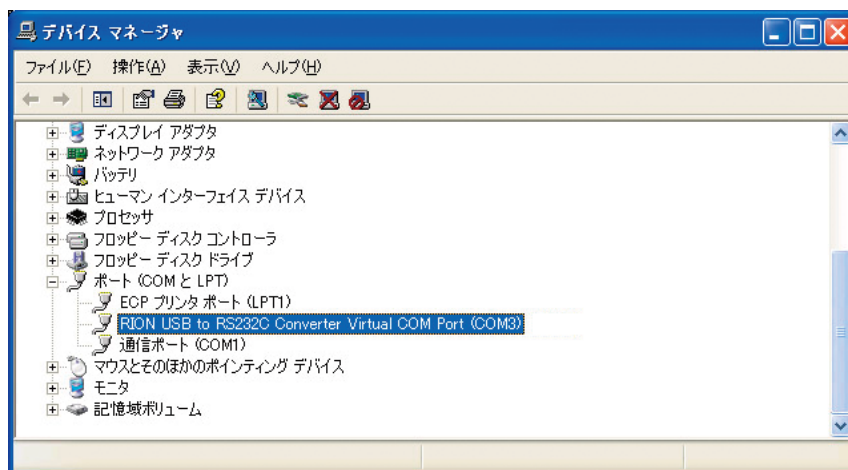 デバイス マネージャ
ファイル(F) 操作(A) 表示(V) ヘルプ(H)
ディスプレイ アダプタ
ネットワーク アダプタ
バッテリ
ヒューマン インターフェイス デバイス
プロセッサ
フロッピー ディスク コントローラ
フロッピー ディスク ドライブ
ポート (COM と LPT)
ECP プリンタ ポート (LPT1)
RION USB to RS232C Converter Virtual COM Port (COM3)
通信ポート (COM1)
マウスとそのほかのポインティング デバイス
モニタ
記憶域ボリューム